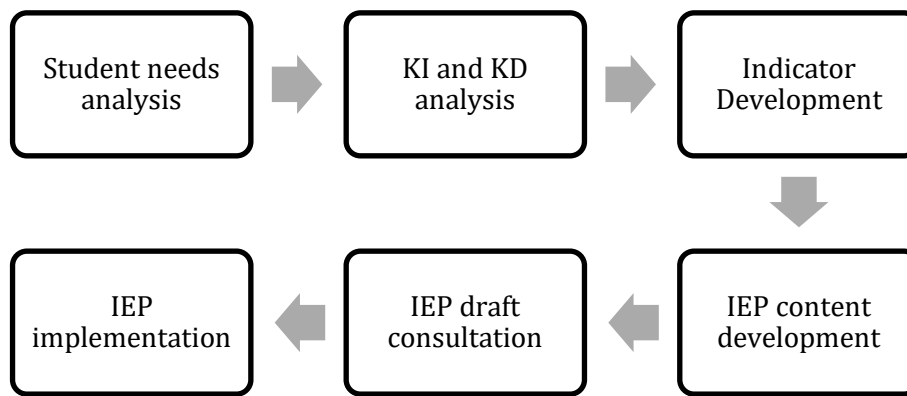 Student needs
analysis
KI and KD
analysis
Indicator
Development
IEP content
development
IEP draft
consultation
IEP
implementation